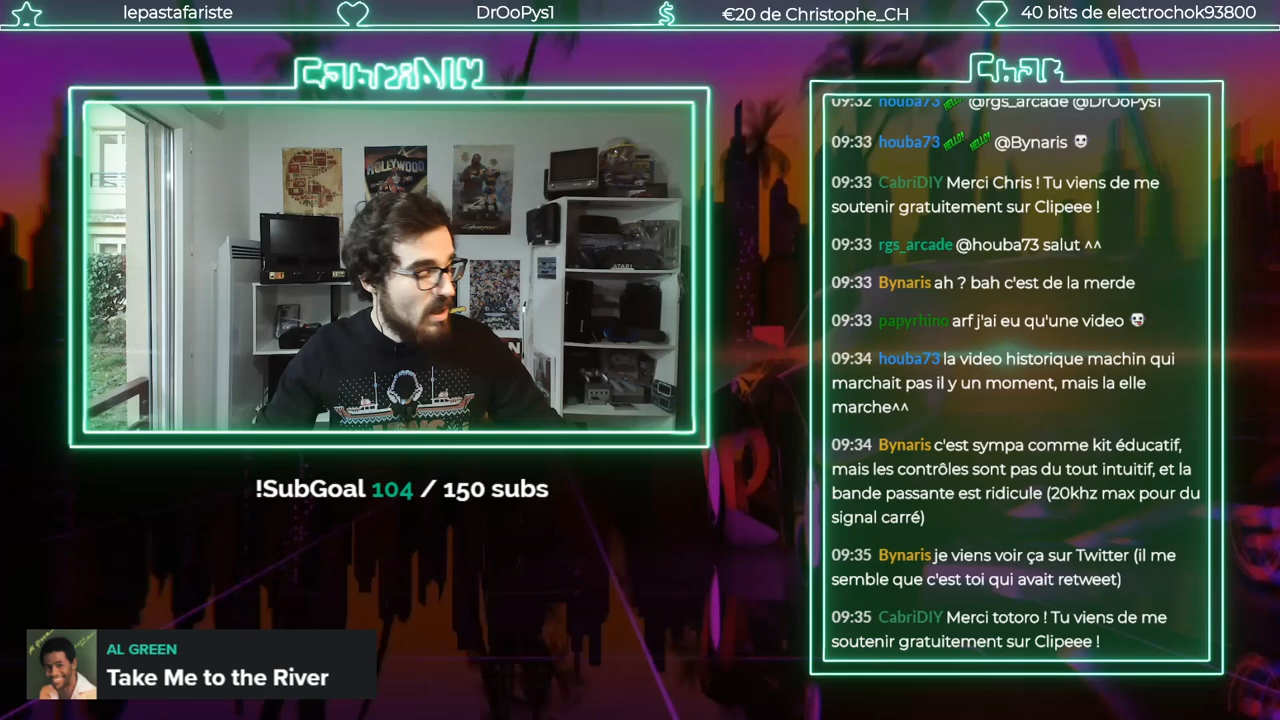 lepastafariste
DrOoPys1
€20 de Christophe_CH
40 bits de electrochok93800
CabriDIY
Chat
HOLLYWOOD
ATARI
09:32 houba73 HELLO! @rgs_arcade @DrOoPys1
09:33 houba73 HELLO! HELLO! @Bynaris
09:33 CabriDIY Merci Chris ! Tu viens de me
soutenir gratuitement sur Clipeee !
09:33 rgs_arcade @houba73 salut ^^
09:33 Bynaris ah ? bah c'est de la merde
09:33 papyrhino arf j'ai eu qu'une video
09:34 houba73 la video historique machin qui
marchait pas il y un moment, mais la elle
marche^^
09:34 Bynaris c'est sympa comme kit éducatif,
mais les contrôles sont pas du tout intuitif, et la
bande passante est ridicule (20khz max pour du
signal carré)
09:35 Bynaris je viens voir ça sur Twitter (il me
semble que c'est toi qui avait retweet)
09:35 CabriDIY Merci totoro ! Tu viens de me
soutenir gratuitement sur Clipeee !
!SubGoal 104 / 150 subs
AL GREEN
Take Me to the River